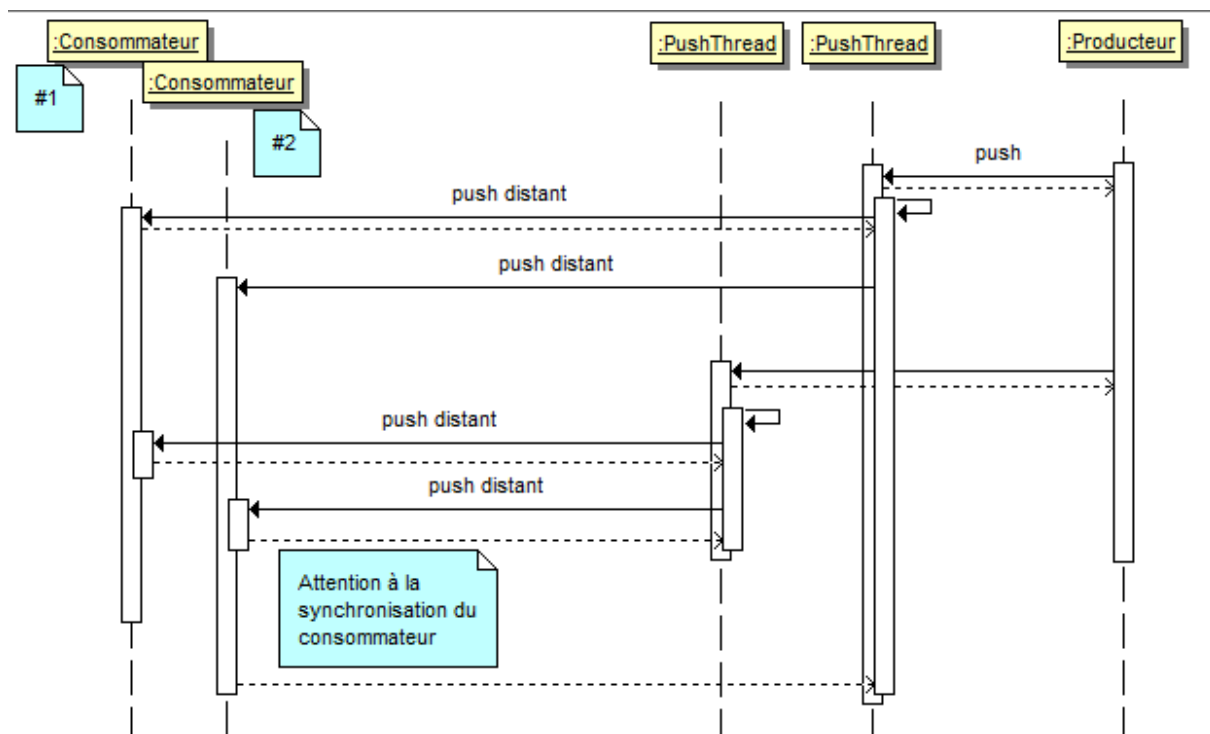 :Consommateur
:PushThread
:PushThread
:Producteur
:Consommateur
#1
#2
push
push distant
push distant
push distant
push distant
Attention à la
synchronisation du
consommateur